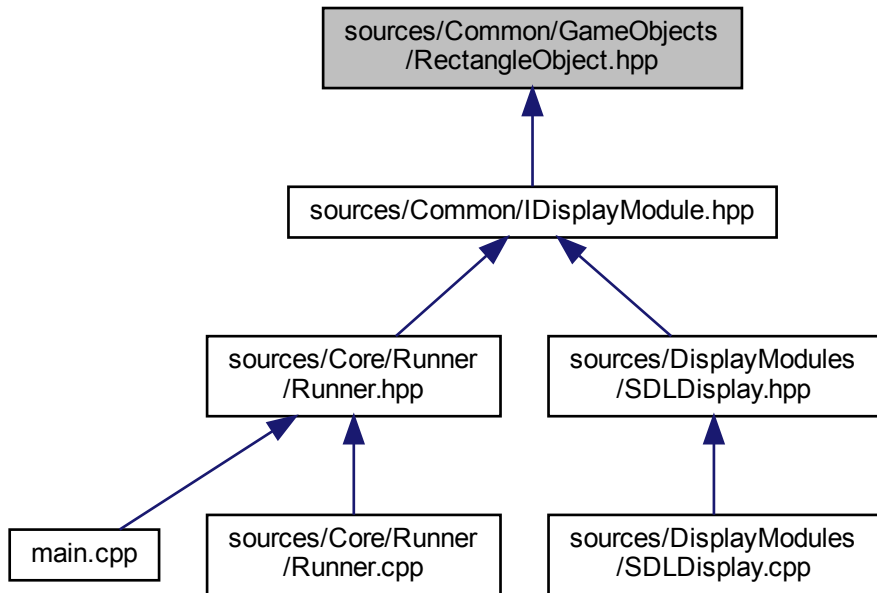 sources/Common/GameObjects
/RectangleObject.hpp
sources/Common/IDisplayModule.hpp
sources/Core/Runner
/Runner.hpp
sources/DisplayModules
/SDLDisplay.hpp
main.cpp
sources/Core/Runner
/Runner.cpp
sources/DisplayModules
/SDLDisplay.cpp